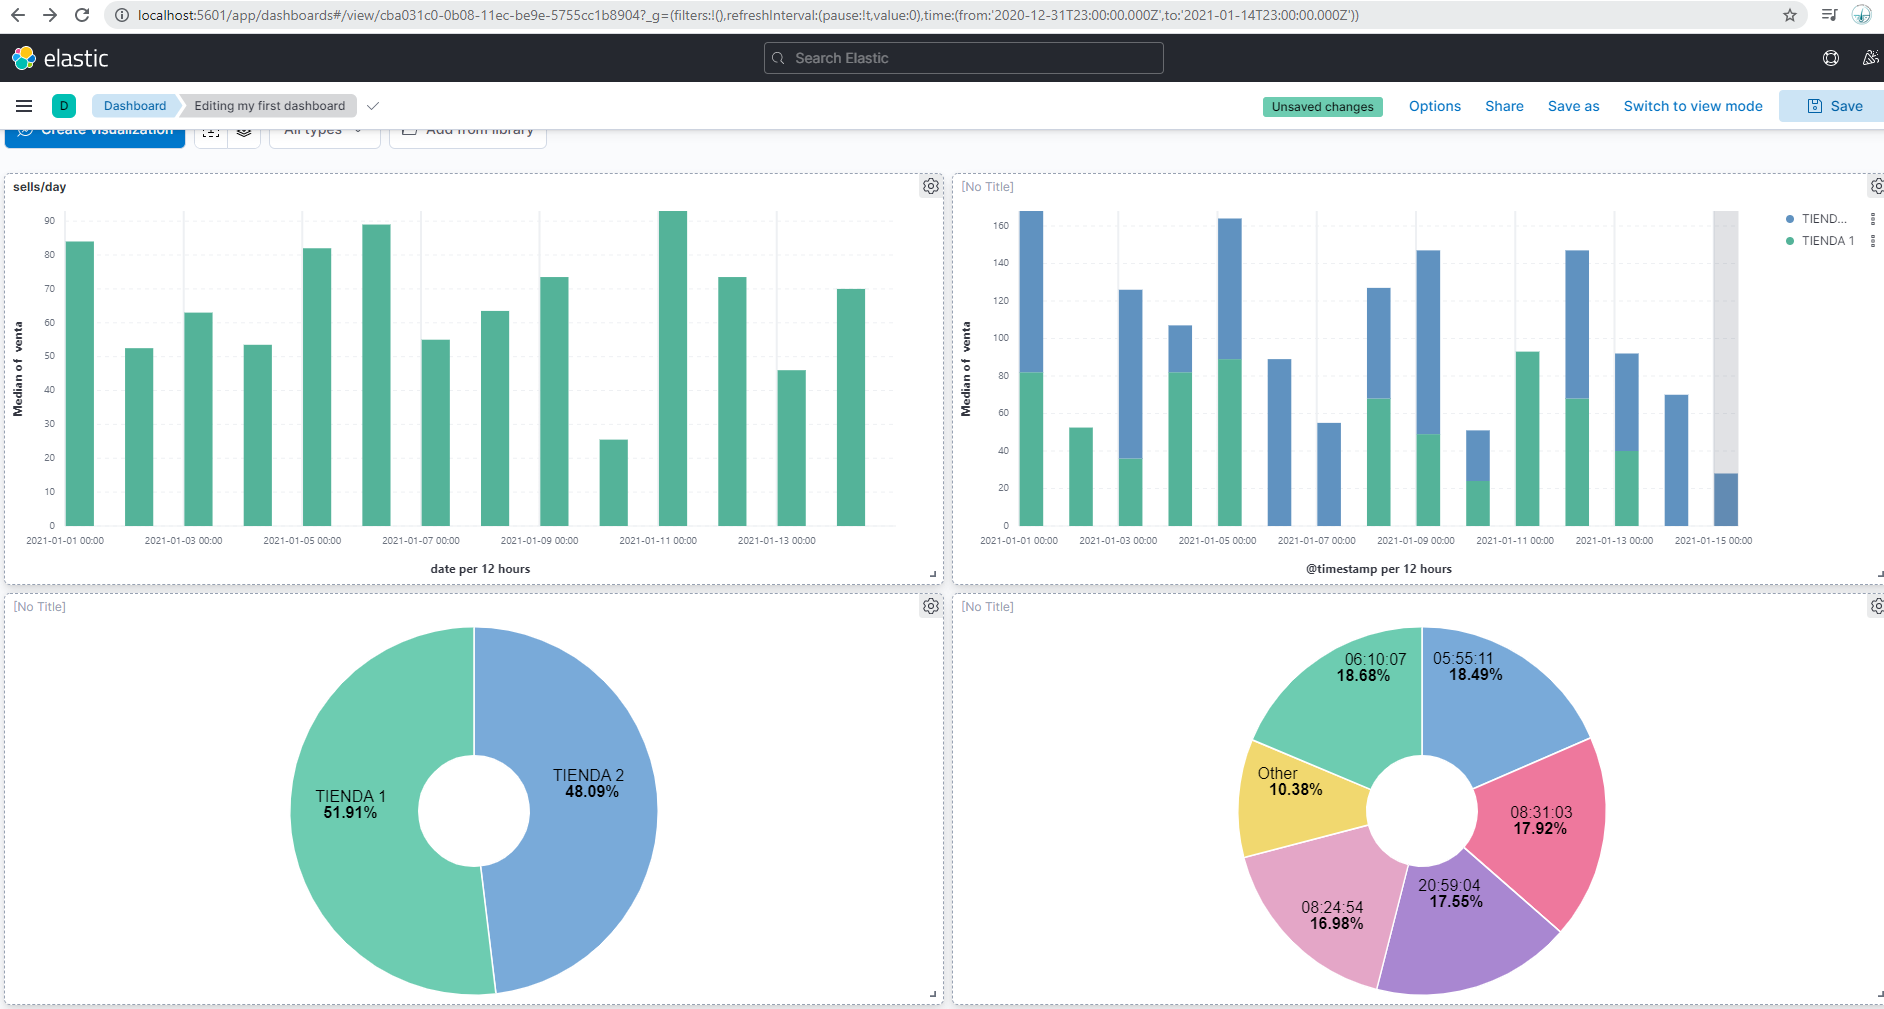 localhost:5601/app/dashboards#/view/cba031c0-0b08-11ec-be9e-5755cc1b8904?_g=(filters:!(),refreshInterval:(pause:!t,value:0),time:(from:'2020-12-31T23:00:00.000Z',to:'2021-01-14T23:00:00.000Z'))
elastic
Search Elastic
D
Dashboard
Editing my first dashboard
Unsaved changes
Options
Share
Save as
Switch to view mode
Save
Create visualization
All types
Add from library
sells/day
90
80
70
60
50
40
30
20
10
0
Median of venta
2021-01-01 00:00
2021-01-03 00:00
2021-01-05 00:00
2021-01-07 00:00
2021-01-09 00:00
2021-01-11 00:00
2021-01-13 00:00
date per 12 hours
[No Title]
160
140
120
100
80
60
40
20
0
Median of venta
2021-01-01 00:00
2021-01-03 00:00
2021-01-05 00:00
2021-01-07 00:00
2021-01-09 00:00
2021-01-11 00:00
2021-01-13 00:00
2021-01-15 00:00
@timestamp per 12 hours
TIEND...
TIENDA 1
[No Title]
TIENDA 1
51.91%
TIENDA 2
48.09%
[No Title]
06:10:07
18.68%
05:55:11
18.49%
Other
10.38%
08:31:03
17.92%
20:59:04
17.55%
08:24:54
16.98%